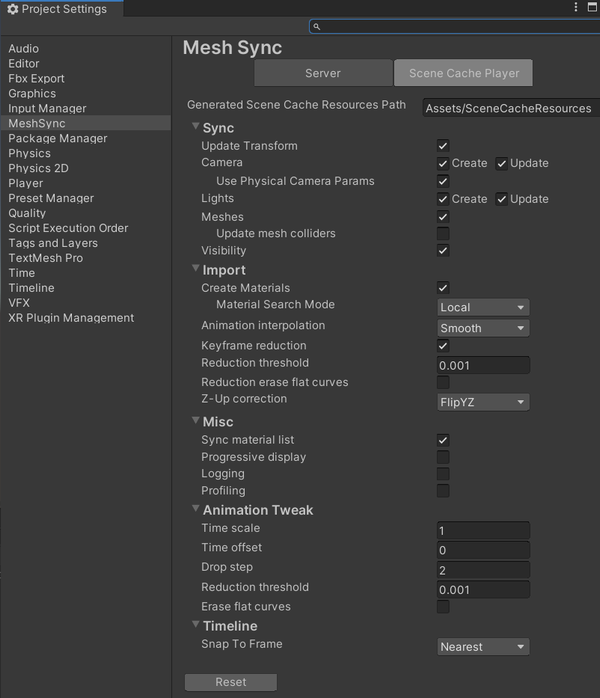 Project Settings
Audio
Editor
Fbx Export
Graphics
Input Manager
MeshSync
Package Manager
Physics
Physics 2D
Player
Preset Manager
Quality
Script Execution Order
Tags and Layers
TextMesh Pro
Time
Timeline
VFX
XR Plugin Management
Mesh Sync
Server Scene Cache Player
Generated Scene Cache Resources Path Assets/SceneCacheResources
Sync
Update Transform
Camera Create Update
Use Physical Camera Params
Lights Create Update
Meshes
Update mesh colliders
Visibility
Import
Create Materials
Material Search Mode Local
Animation interpolation Smooth
Keyframe reduction
Reduction threshold 0.001
Reduction erase flat curves
Z-Up correction FlipYZ
Misc
Sync material list
Progressive display
Logging
Profiling
Animation Tweak
Time scale 1
Time offset 0
Drop step 2
Reduction threshold 0.001
Erase flat curves
Timeline
Snap To Frame Nearest
Reset